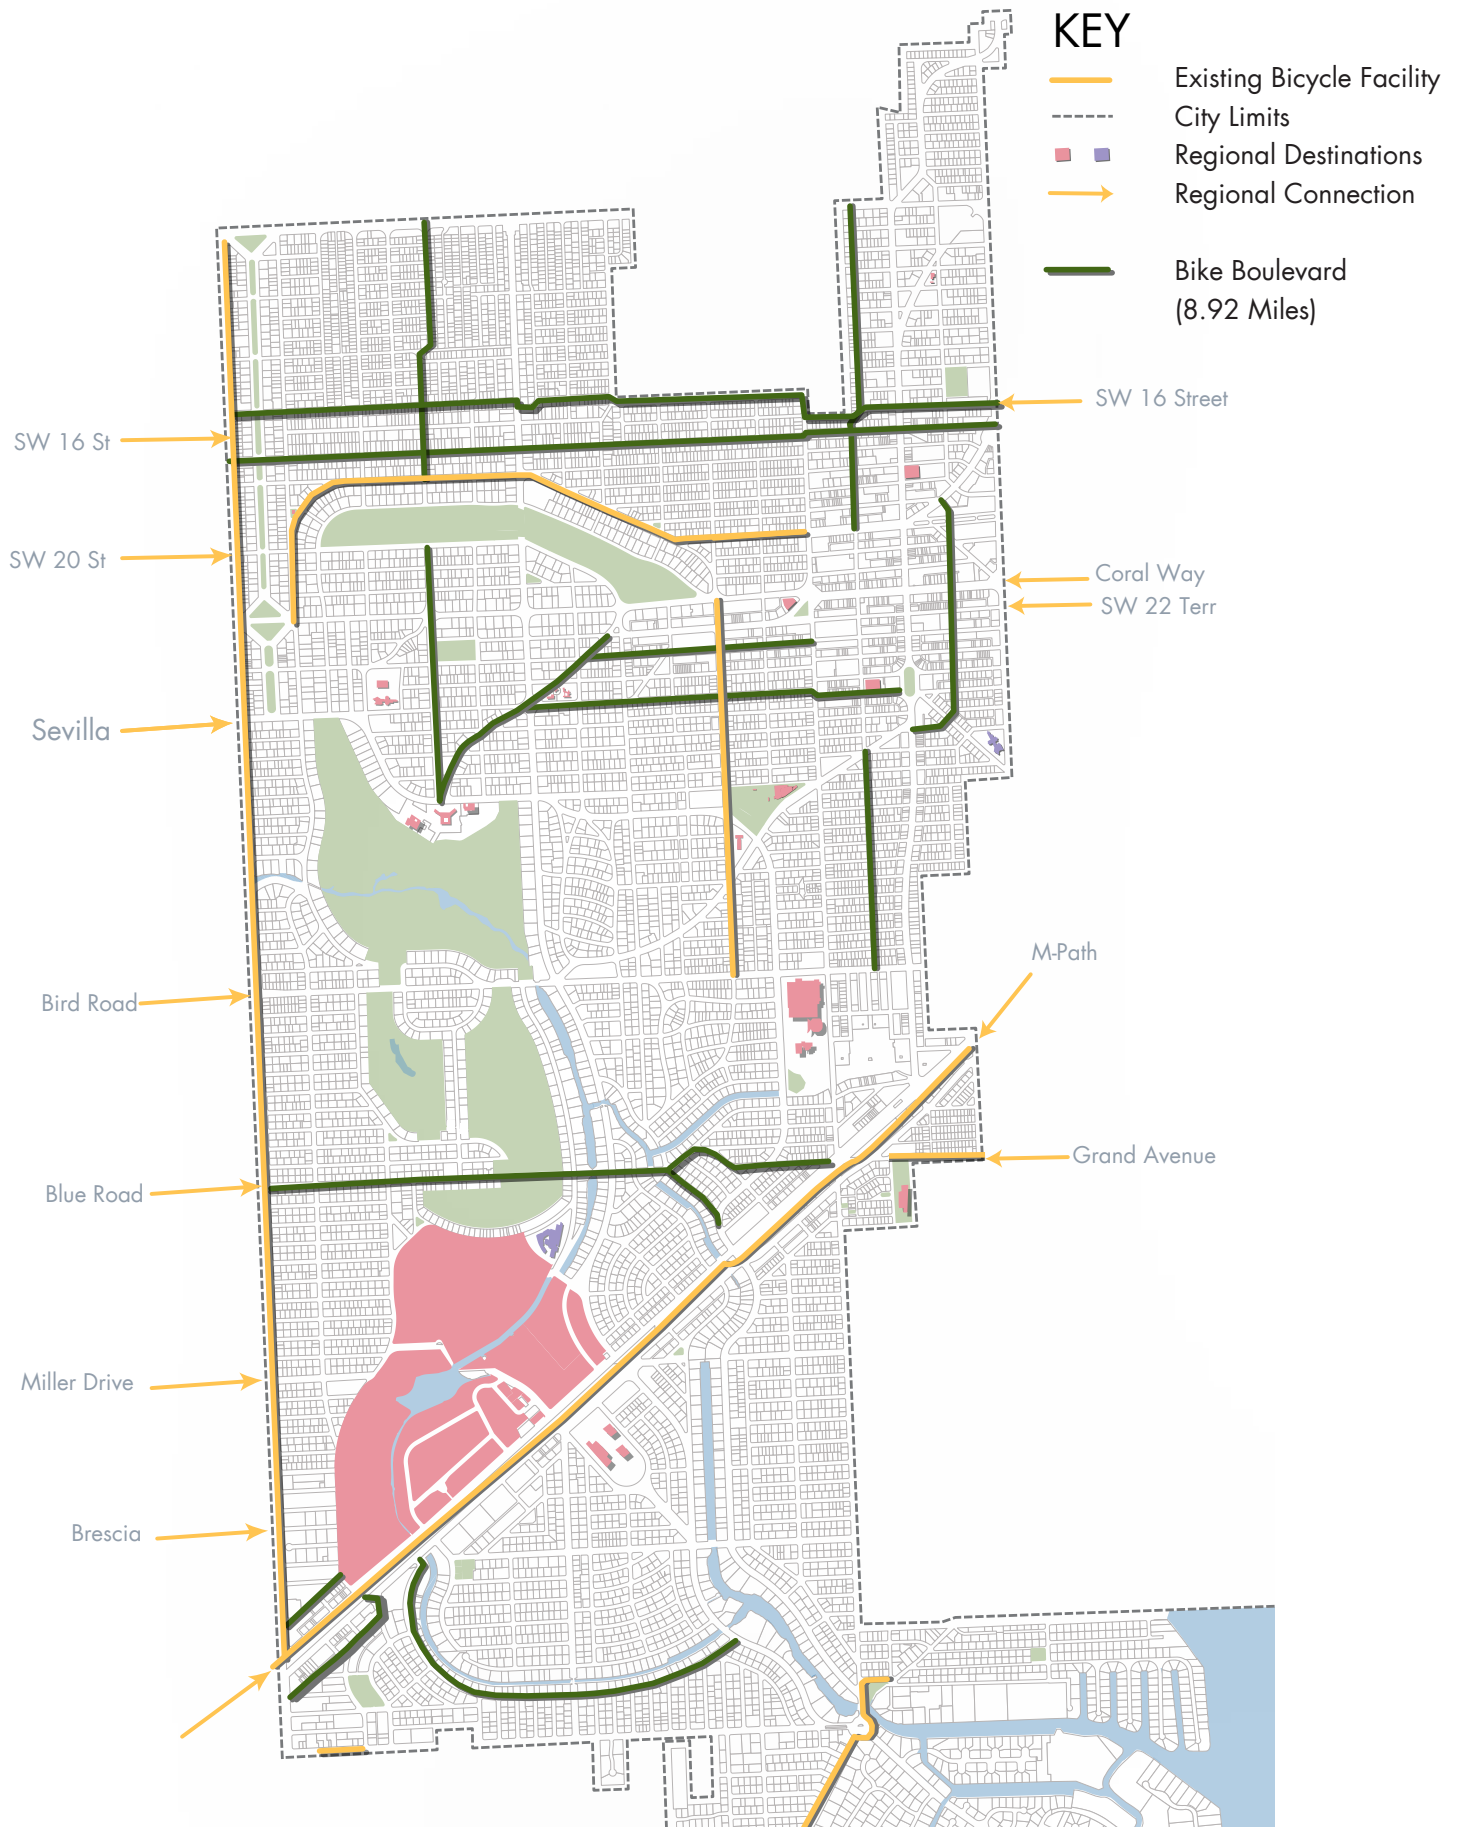 KEY
Existing Bicycle Facility
City Limits
Regional Destinations
Regional Connection
Bike Boulevard
(8.92 Miles)
SW 16 Street
SW 16 St
SW 20 St
Coral Way
SW 22 Terr
Sevilla
M-Path
Bird Road
Grand Avenue
Blue Road
Miller Drive
Brescia